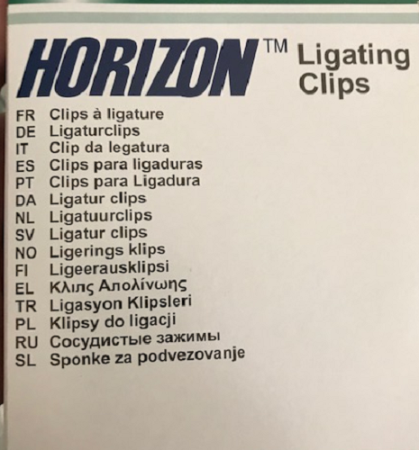 HORIZON™ Ligating
Clips
FR Clips à ligature
DE Ligaturclips
IT Clip da legatura
ES Clips para ligaduras
PT Clips para Ligadura
DA Ligatur clips
NL Ligatuurclips
SV Ligatur clips
NO Ligerings klips
FI Ligeerausklipsi
EL Κλιπς Απολίνωης
TR Ligasyon Klipsleri
PL Klipsy do ligacji
RU Сосудистые зажимы
SL Sponke za podvezovanje